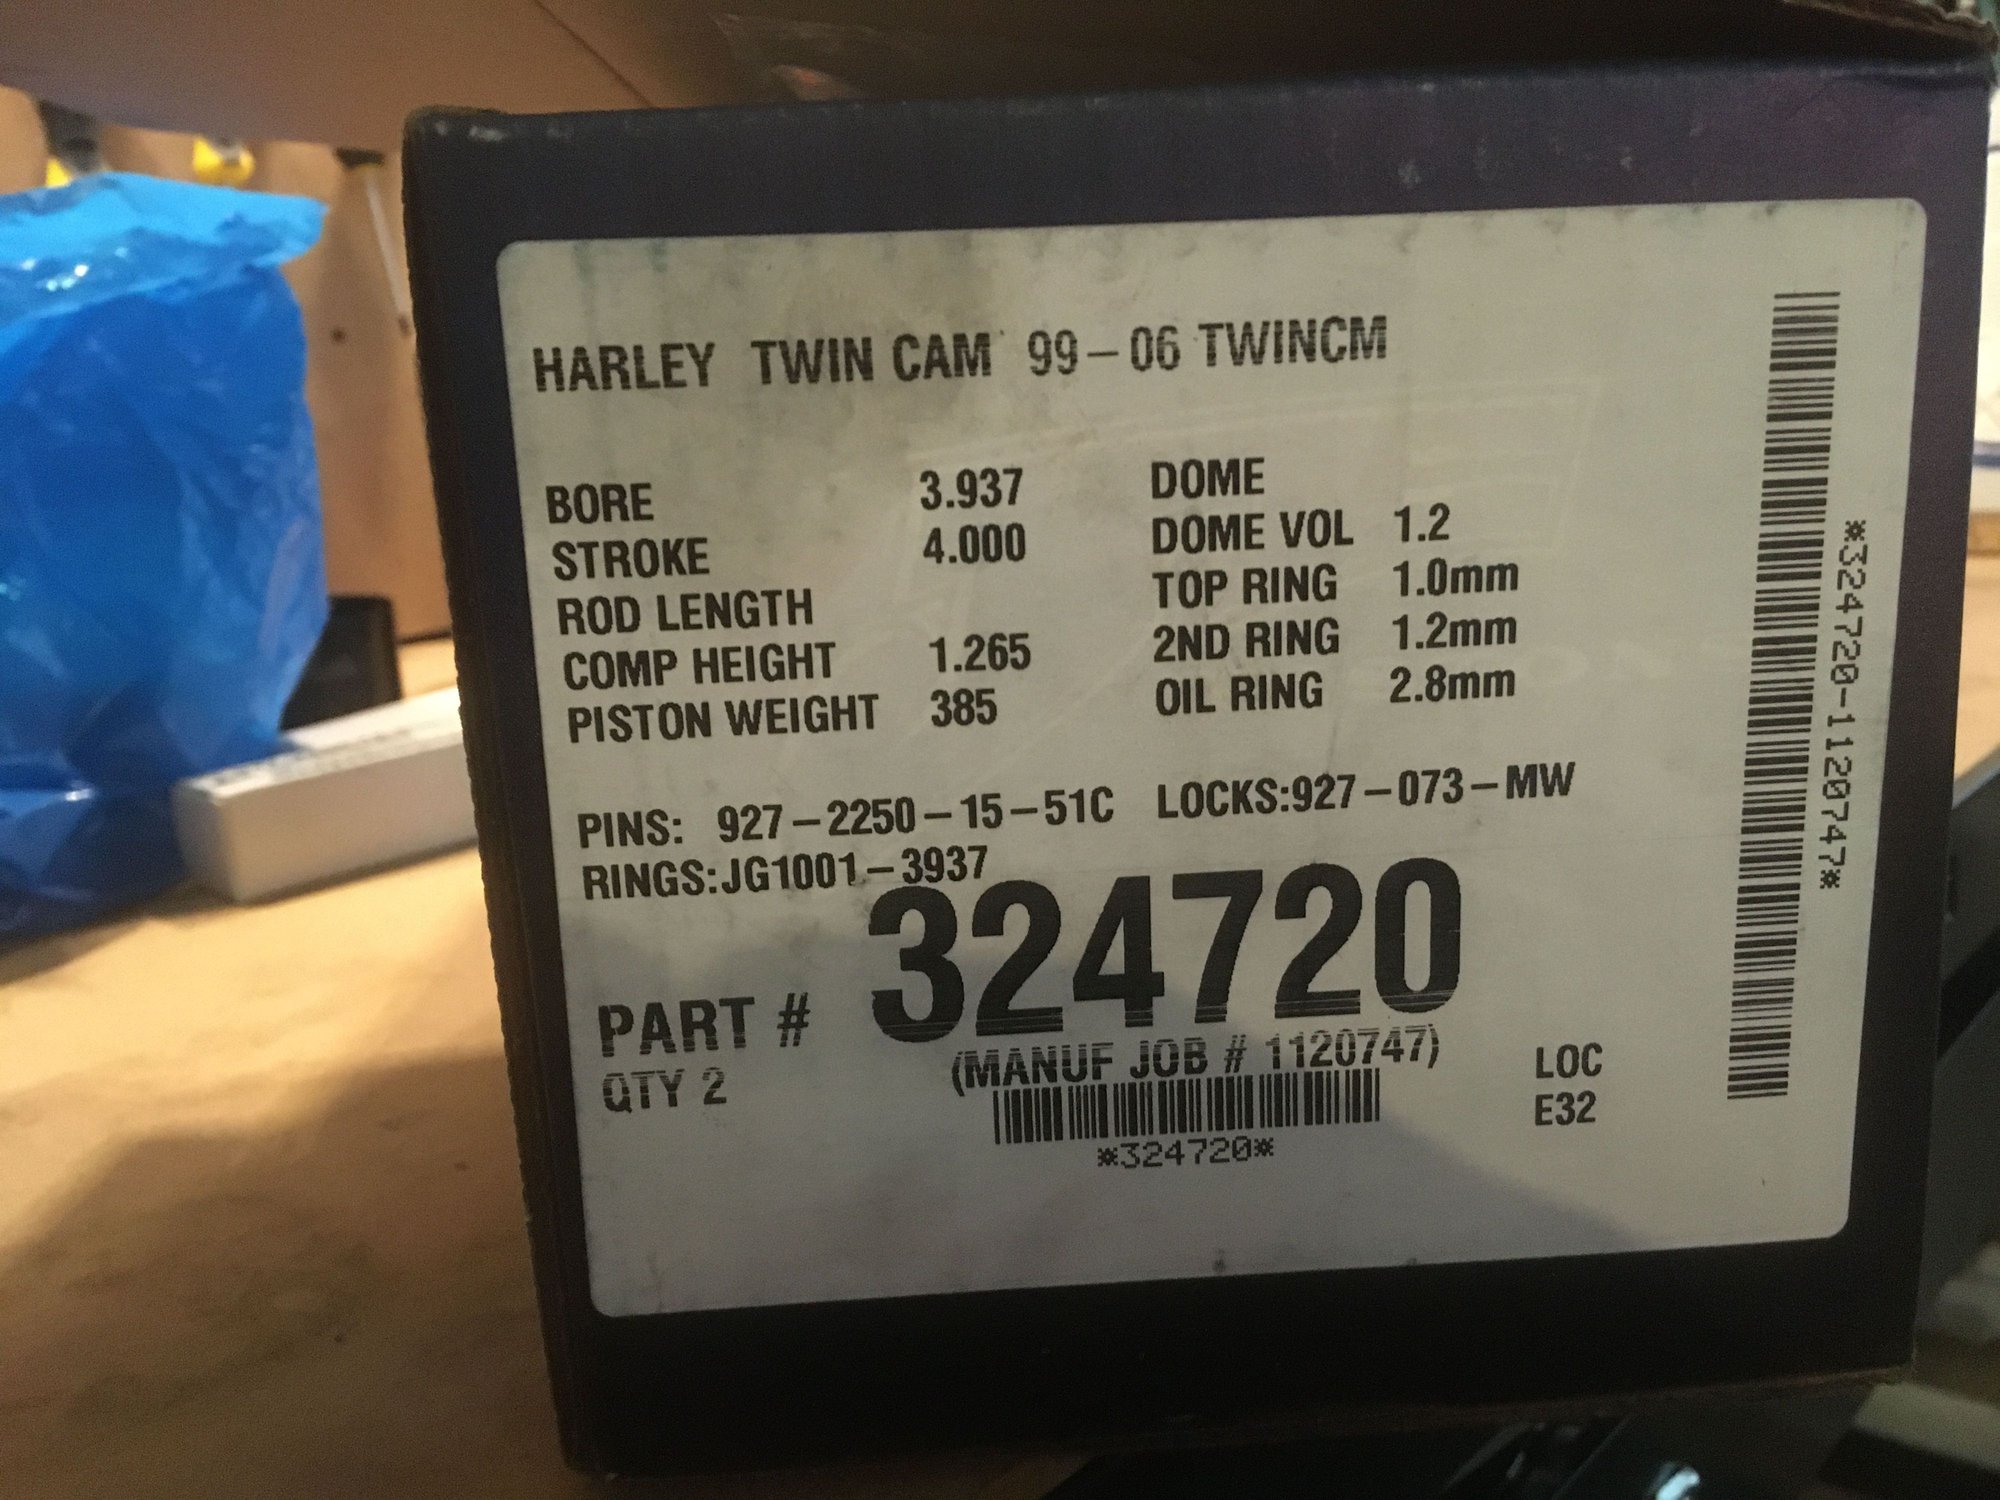 HARLEY TWIN CAM 99-06 TWINCM
BORE 3.937 DOME
STROKE 4.000 DOME VOL 1.2
ROD LENGTH TOP RING 1.0mm
COMP HEIGHT 1.265 2ND RING 1.2mm
PISTON WEIGHT 385 OIL RING 2.8mm
PINS: 927-2250-15-51C LOCKS:927-073-MW
RINGS:JG1001-3937
PART # 324720
QTY 2 (MANUF JOB # 1120747) LOC
E32
*324720*
*324720-1120747*